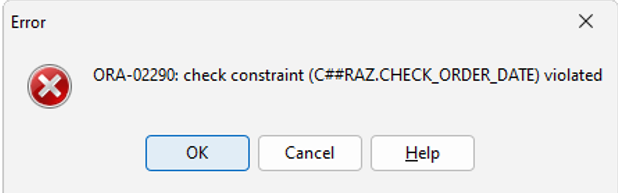 Error
ORA-02290: check constraint (C##RAZ.CHECK_ORDER_DATE) violated
OK Cancel Help